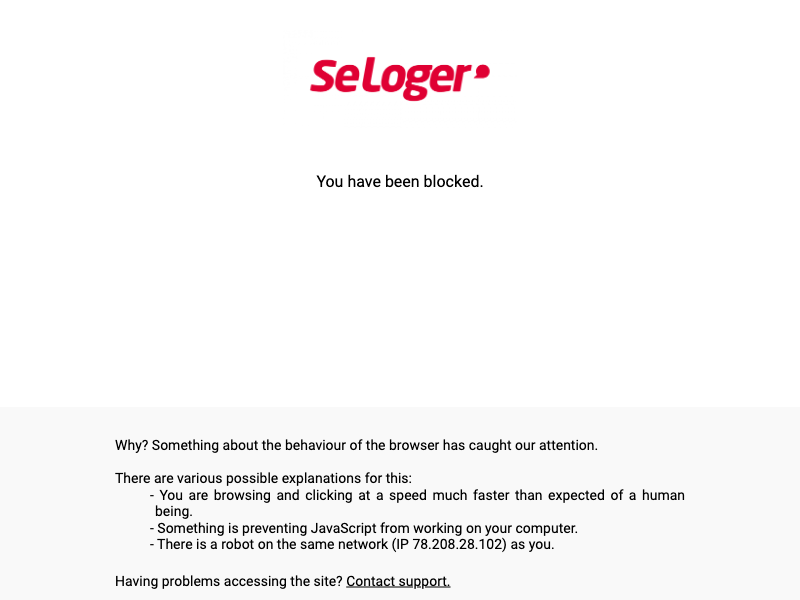 SeLoger
You have been blocked.
Why? Something about the behaviour of the browser has caught our attention.
There are various possible explanations for this:
- You are browsing and clicking at a speed much faster than expected of a human
being.
- Something is preventing JavaScript from working on your computer.
- There is a robot on the same network (IP 78.208.28.102) as you.
Having problems accessing the site? Contact support.